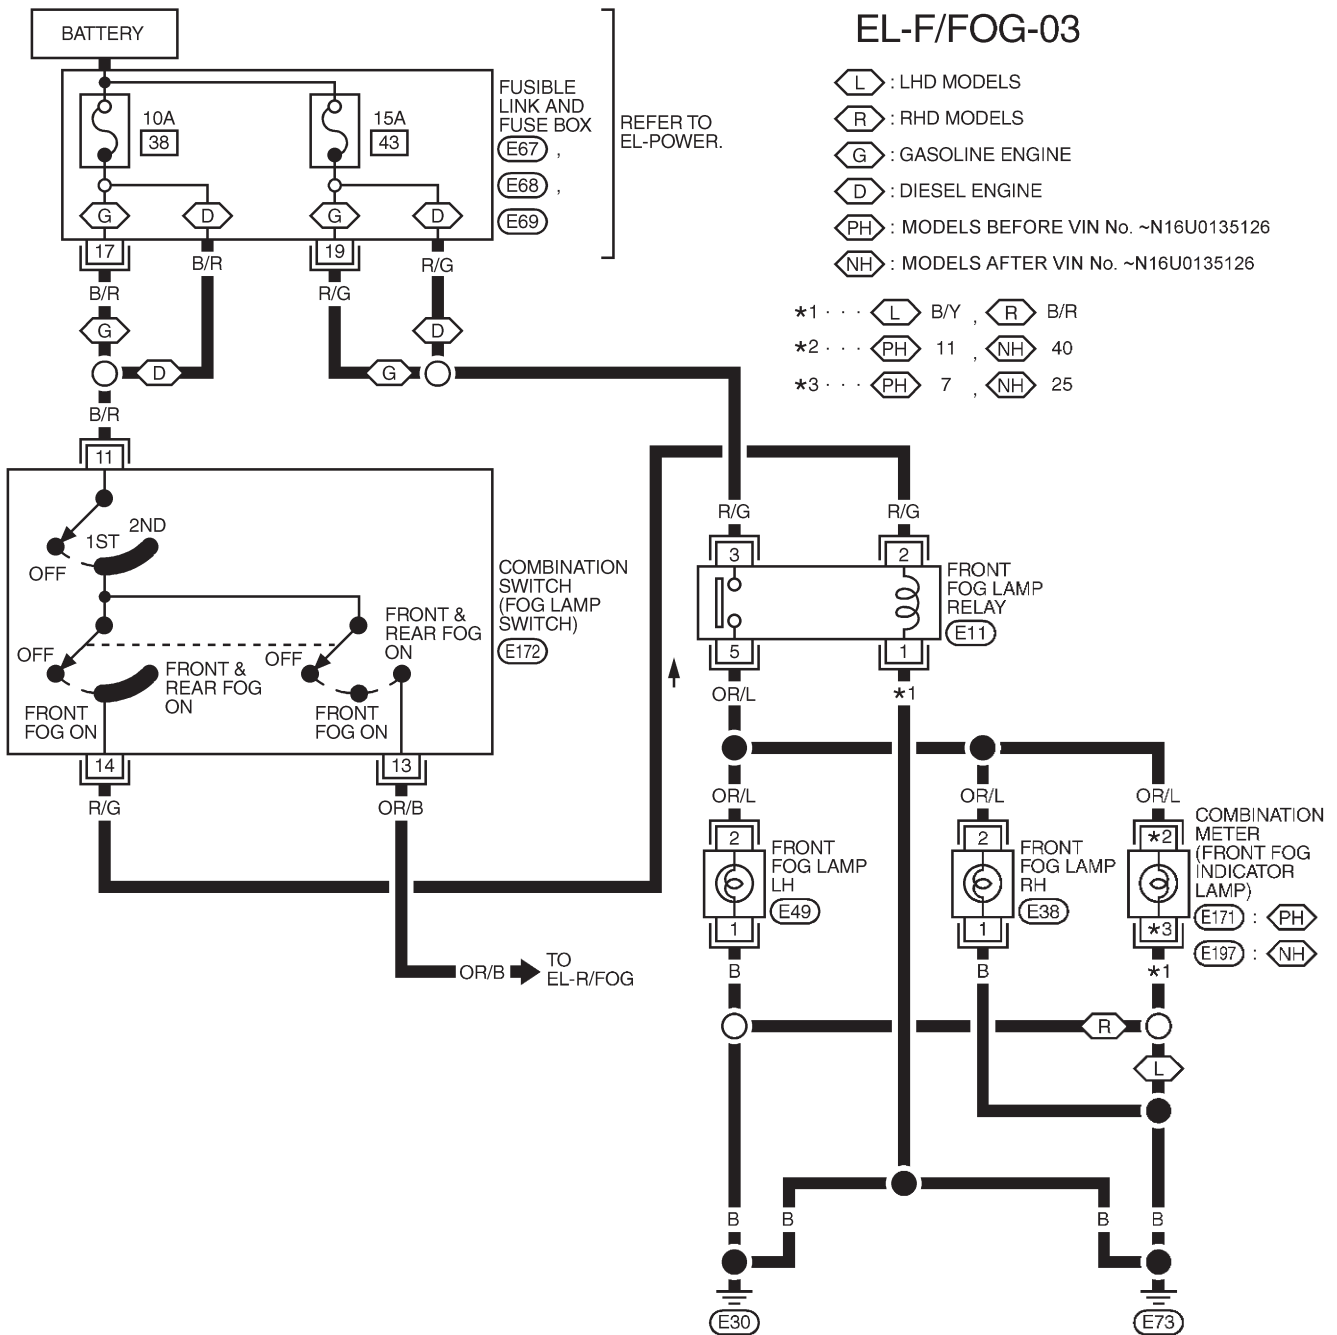 EL-F/FOG-03
BATTERY
10A
38
15A
43
FUSIBLE
LINK AND
FUSE BOX
E67 ,
E68 ,
E69
REFER TO
EL-POWER.
L : LHD MODELS
R : RHD MODELS
G : GASOLINE ENGINE
D : DIESEL ENGINE
PH : MODELS BEFORE VIN No. ~N16U0135126
NH : MODELS AFTER VIN No. ~N16U0135126
*1 · · · L B/Y , R B/R
*2 · · · PH 11 , NH 40
*3 · · · PH 7 , NH 25
G
D
G
D
17
B/R
19
R/G
B/R
R/G
G
D
D
G
B/R
11
2ND
1ST
OFF
OFF
FRONT &
REAR FOG
ON
FRONT
FOG ON
OFF
FRONT &
REAR FOG
ON
FRONT
FOG ON
COMBINATION
SWITCH
(FOG LAMP
SWITCH)
E172
14
13
R/G
OR/B
OR/B
TO
EL-R/FOG
R/G
R/G
3
2
FRONT
FOG LAMP
RELAY
E11
5
1
OR/L
*1
OR/L
OR/L
OR/L
2
FRONT
FOG LAMP
LH
E49
1
B
2
FRONT
FOG LAMP
RH
E38
1
B
*2
COMBINATION
METER
(FRONT FOG
INDICATOR
LAMP)
E171 : PH
E197 : NH
*3
*1
R
L
B
B
B
B
E30
E73